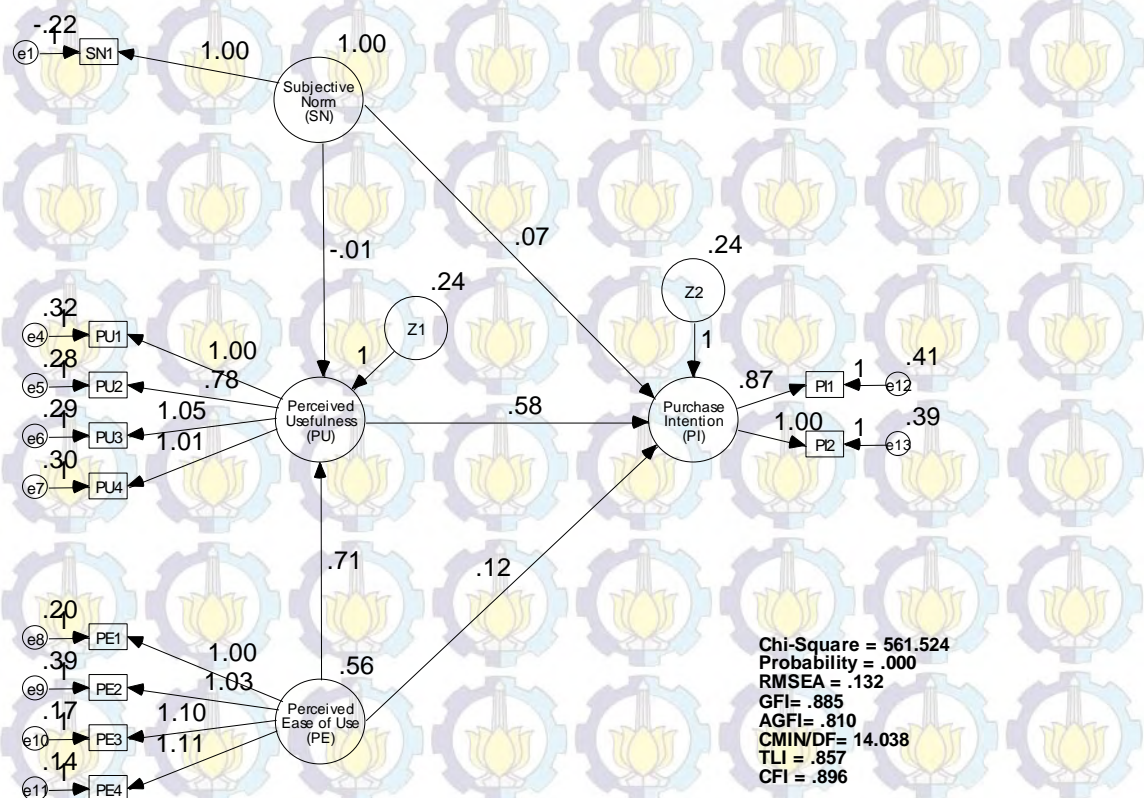 -.22
1
e1
SN1
1.00
1.00
Subjective
Norm
(SN)
-.01
.07
.24
Z2
1
.24
Z1
1
.32
1
e4
PU1
1.00
.28
1
e5
PU2
.78
.29
1
e6
PU3
1.05
.30
1
e7
PU4
1.01
Perceived
Usefulness
(PU)
.58
Purchase
Intention
(PI)
.87
PI1
1
.41
e12
1.00
PI2
1
.39
e13
.71
.12
.20
1
e8
PE1
1.00
.39
1
e9
PE2
1.03
.17
1
e10
PE3
1.10
.14
1
e11
PE4
1.11
.56
Perceived
Ease of Use
(PE)
Chi-Square = 561.524
Probability = .000
RMSEA = .132
GFI= .885
AGFI= .810
CMIN/DF= 14.038
TLI = .857
CFI = .896